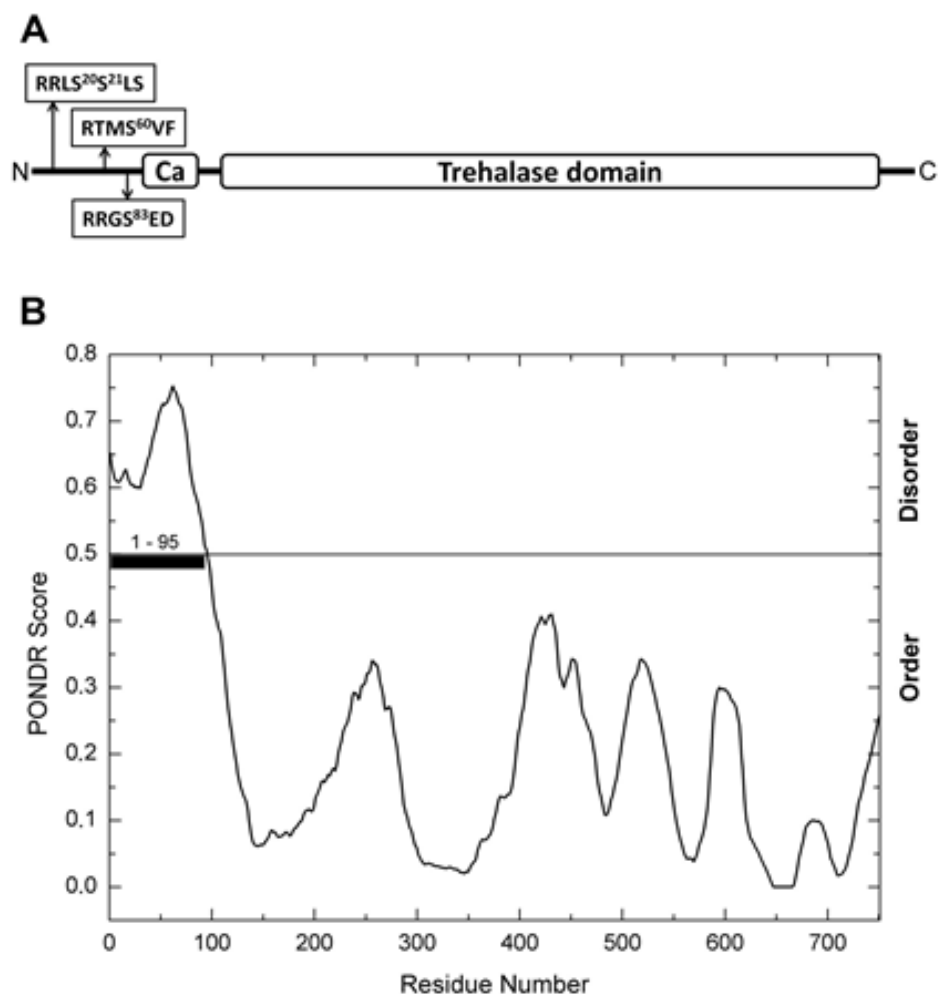 A
RRLS²⁰S²¹LS
RTMS⁶⁰VF
N
Ca
Trehalase domain
C
RRGS⁸³ED
B
0.8
0.7
0.6
0.5
0.4
0.3
0.2
0.1
0.0
PONDR Score
1 - 95
Disorder
Order
0 100 200 300 400 500 600 700
Residue Number